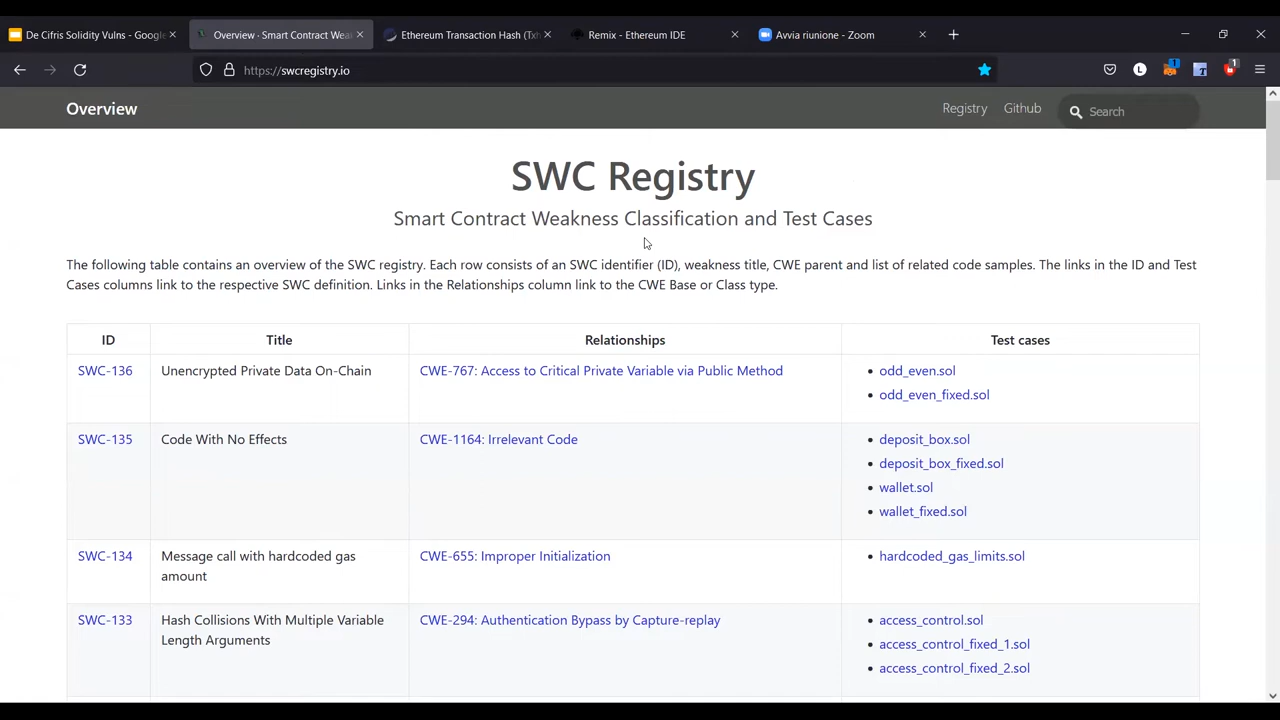 De Cifris Solidity Vulns - Google
Overview · Smart Contract Weak
Ethereum Transaction Hash (Txh
Remix - Ethereum IDE
Avvia riunione - Zoom
https://swcregistry.io
L
1
1
Overview
Registry
Github
Search
SWC Registry
Smart Contract Weakness Classification and Test Cases
The following table contains an overview of the SWC registry. Each row consists of an SWC identifier (ID), weakness title, CWE parent and list of related code samples. The links in the ID and Test
Cases columns link to the respective SWC definition. Links in the Relationships column link to the CWE Base or Class type.
ID Title Relationships Test cases
SWC-136 Unencrypted Private Data On-Chain CWE-767: Access to Critical Private Variable via Public Method
• odd_even.sol
• odd_even_fixed.sol
SWC-135 Code With No Effects CWE-1164: Irrelevant Code
• deposit_box.sol
• deposit_box_fixed.sol
• wallet.sol
• wallet_fixed.sol
SWC-134 Message call with hardcoded gas
amount
CWE-655: Improper Initialization
• hardcoded_gas_limits.sol
SWC-133 Hash Collisions With Multiple Variable
Length Arguments
CWE-294: Authentication Bypass by Capture-replay
• access_control.sol
• access_control_fixed_1.sol
• access_control_fixed_2.sol